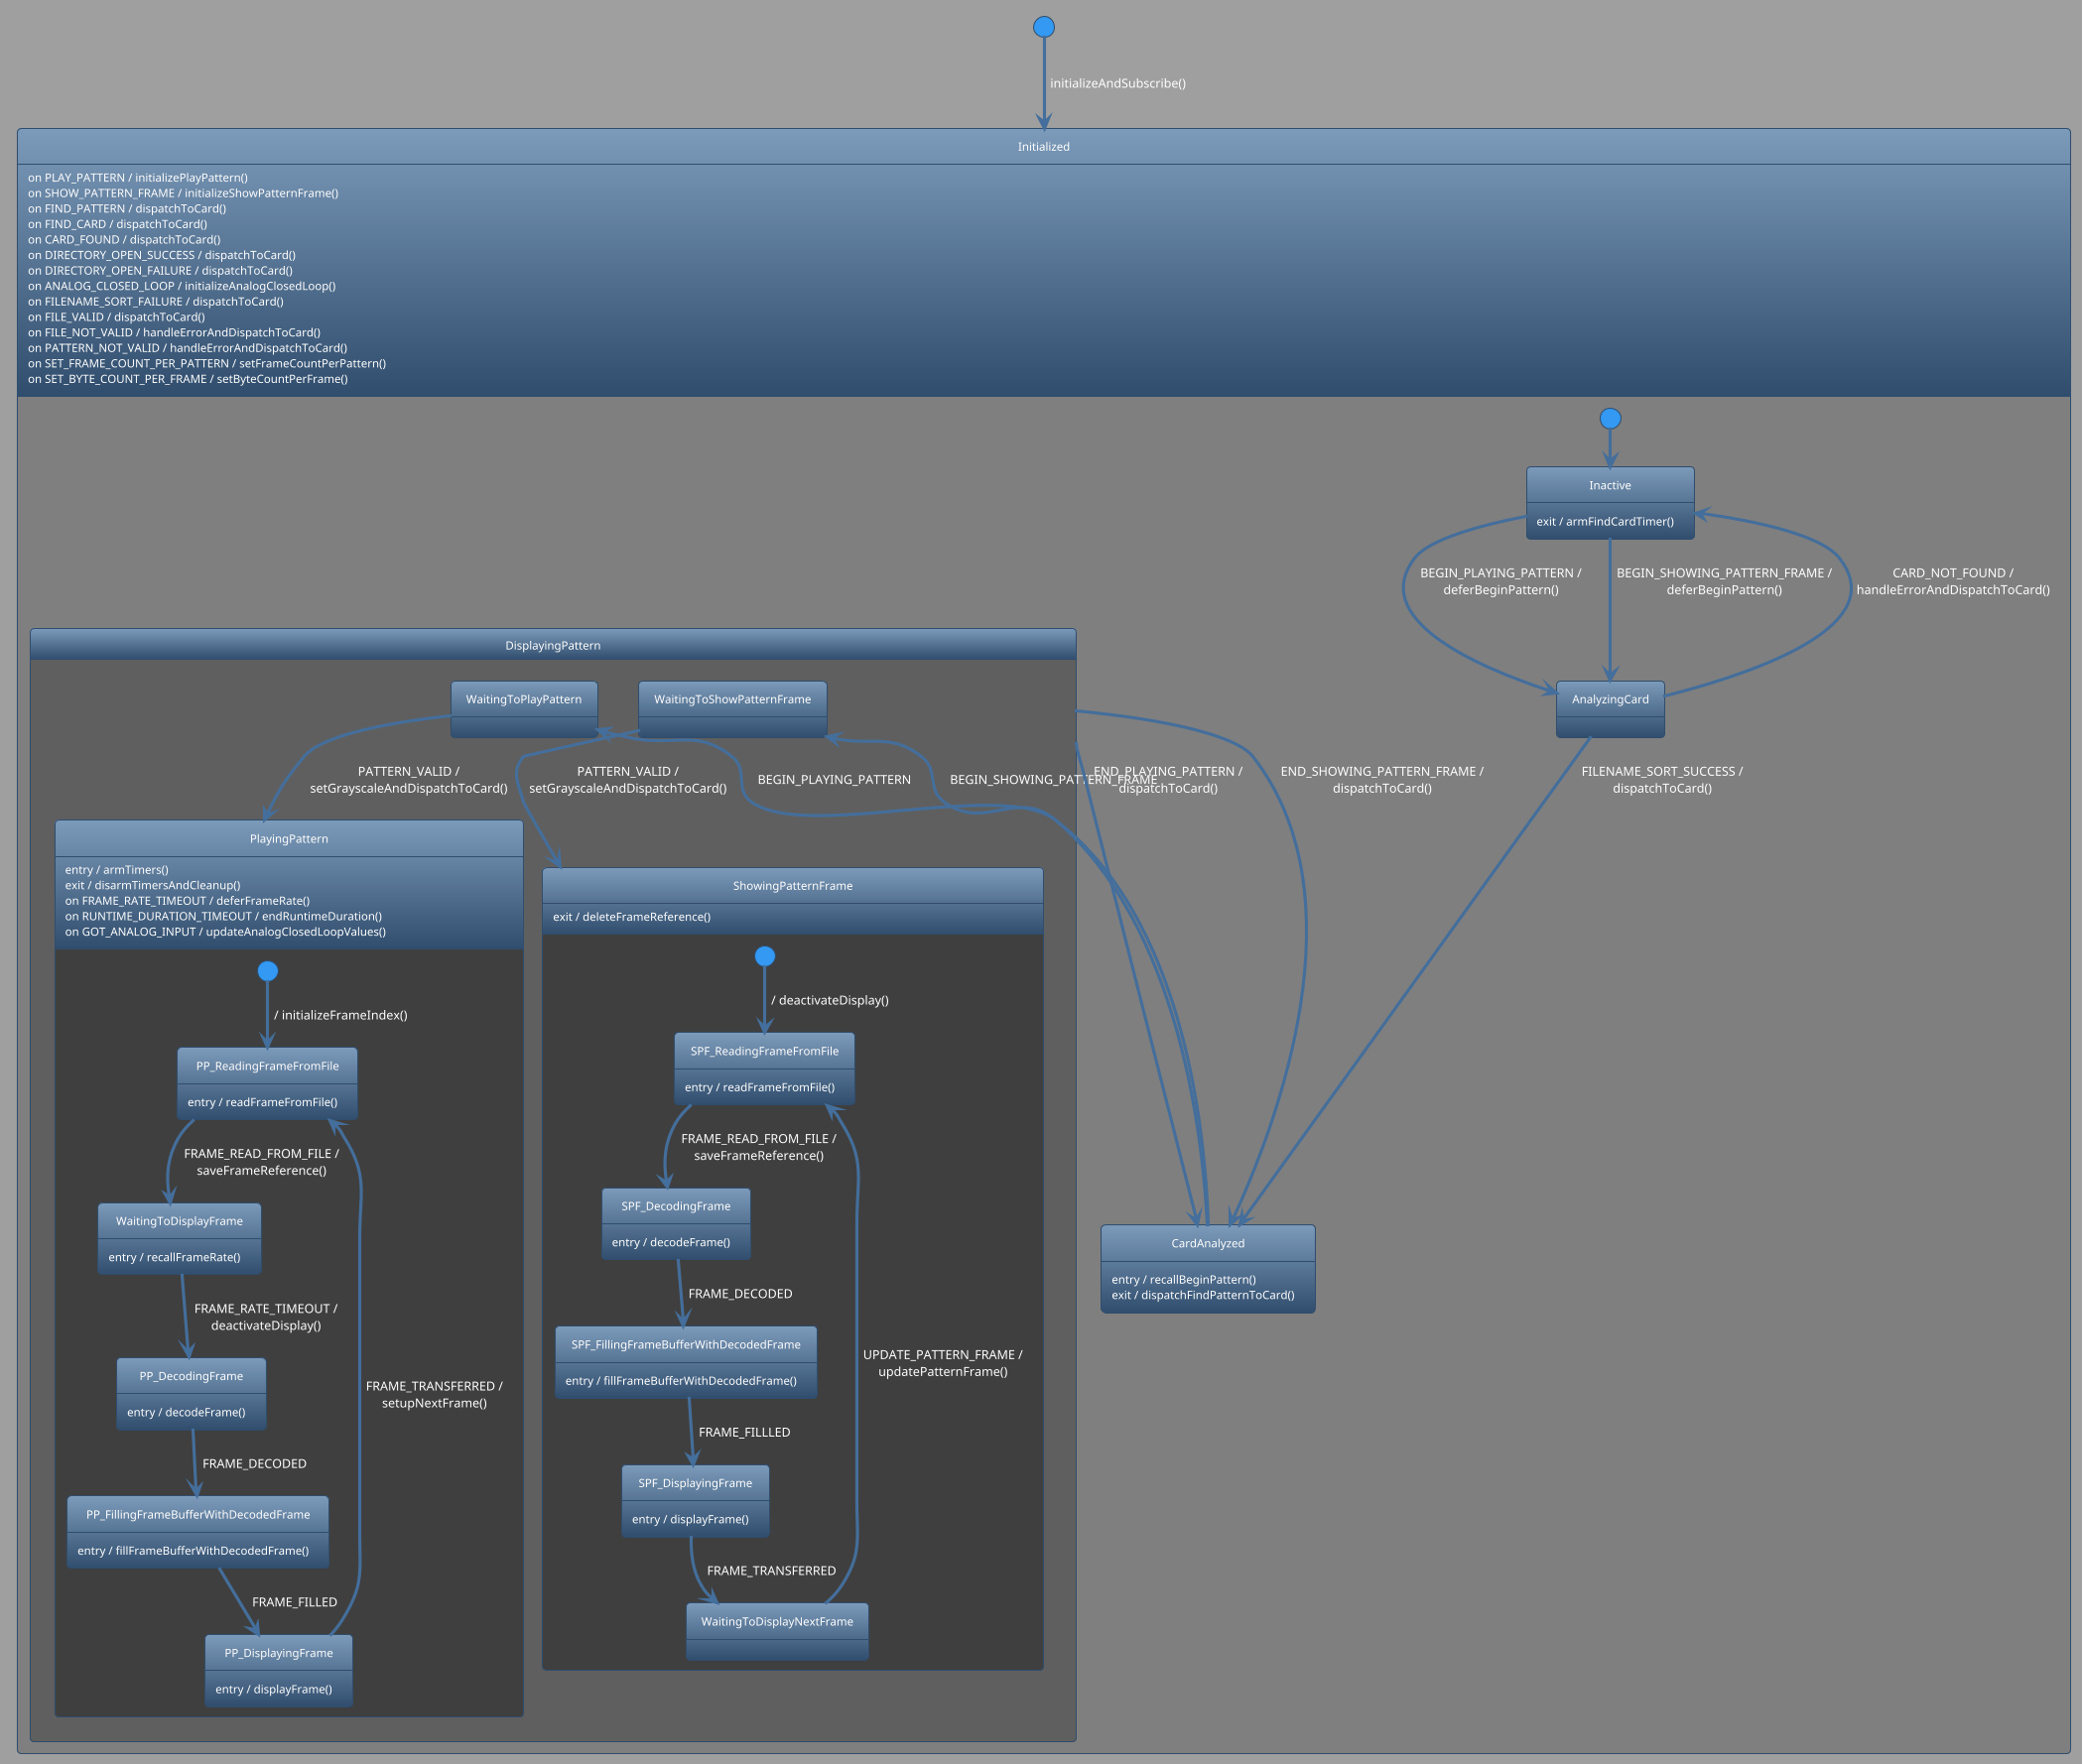 initializeAndSubscribe()
Initialized
on PLAY_PATTERN / initializePlayPattern()
on SHOW_PATTERN_FRAME / initializeShowPatternFrame()
on FIND_PATTERN / dispatchToCard()
on FIND_CARD / dispatchToCard()
on CARD_FOUND / dispatchToCard()
on DIRECTORY_OPEN_SUCCESS / dispatchToCard()
on DIRECTORY_OPEN_FAILURE / dispatchToCard()
on ANALOG_CLOSED_LOOP / initializeAnalogClosedLoop()
on FILENAME_SORT_FAILURE / dispatchToCard()
on FILE_VALID / dispatchToCard()
on FILE_NOT_VALID / handleErrorAndDispatchToCard()
on PATTERN_NOT_VALID / handleErrorAndDispatchToCard()
on SET_FRAME_COUNT_PER_PATTERN / setFrameCountPerPattern()
on SET_BYTE_COUNT_PER_FRAME / setByteCountPerFrame()
Inactive
exit / armFindCardTimer()
BEGIN_PLAYING_PATTERN /
deferBeginPattern()
BEGIN_SHOWING_PATTERN_FRAME /
deferBeginPattern()
CARD_NOT_FOUND /
handleErrorAndDispatchToCard()
DisplayingPattern
WaitingToPlayPattern
WaitingToShowPatternFrame
AnalyzingCard
PATTERN_VALID /
setGrayscaleAndDispatchToCard()
PATTERN_VALID /
setGrayscaleAndDispatchToCard()
BEGIN_PLAYING_PATTERN
BEGIN_SHOWING_PATTERN_FRAME
END_PLAYING_PATTERN /
dispatchToCard()
END_SHOWING_PATTERN_FRAME /
dispatchToCard()
FILENAME_SORT_SUCCESS /
dispatchToCard()
PlayingPattern
entry / armTimers()
exit / disarmTimersAndCleanup()
on FRAME_RATE_TIMEOUT / deferFrameRate()
on RUNTIME_DURATION_TIMEOUT / endRuntimeDuration()
on GOT_ANALOG_INPUT / updateAnalogClosedLoopValues()
/ initializeFrameIndex()
PP_ReadingFrameFromFile
entry / readFrameFromFile()
FRAME_READ_FROM_FILE /
saveFrameReference()
WaitingToDisplayFrame
entry / recallFrameRate()
FRAME_RATE_TIMEOUT /
deactivateDisplay()
PP_DecodingFrame
entry / decodeFrame()
FRAME_TRANSFERRED /
setupNextFrame()
FRAME_DECODED
PP_FillingFrameBufferWithDecodedFrame
entry / fillFrameBufferWithDecodedFrame()
FRAME_FILLED
PP_DisplayingFrame
entry / displayFrame()
ShowingPatternFrame
exit / deleteFrameReference()
/ deactivateDisplay()
SPF_ReadingFrameFromFile
entry / readFrameFromFile()
FRAME_READ_FROM_FILE /
saveFrameReference()
SPF_DecodingFrame
entry / decodeFrame()
FRAME_DECODED
SPF_FillingFrameBufferWithDecodedFrame
entry / fillFrameBufferWithDecodedFrame()
UPDATE_PATTERN_FRAME /
updatePatternFrame()
FRAME_FILLLED
SPF_DisplayingFrame
entry / displayFrame()
FRAME_TRANSFERRED
WaitingToDisplayNextFrame
CardAnalyzed
entry / recallBeginPattern()
exit / dispatchFindPatternToCard()